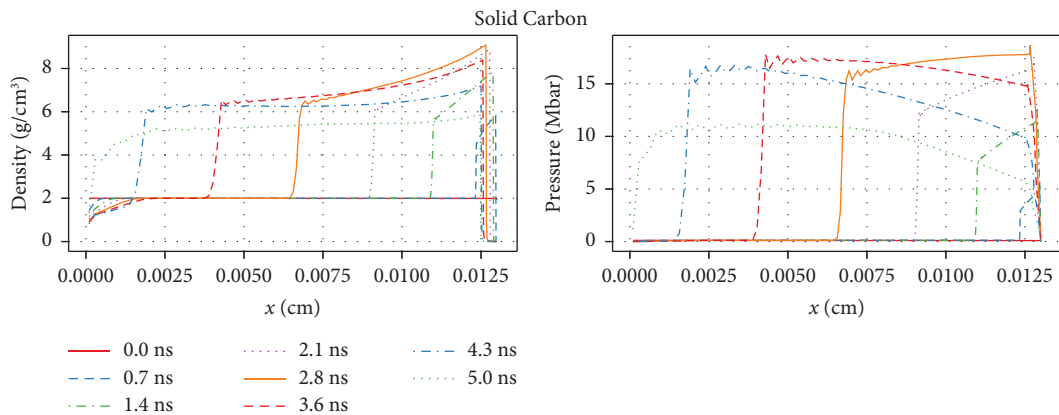 Solid Carbon
Density (g/cm³)
8
6
4
2
0
0.0000 0.0025 0.0050 0.0075 0.0100 0.0125
x (cm)
Pressure (Mbar)
15
10
5
0
0.0000 0.0025 0.0050 0.0075 0.0100 0.0125
x (cm)
0.0 ns 2.1 ns 4.3 ns
0.7 ns 2.8 ns 5.0 ns
1.4 ns 3.6 ns